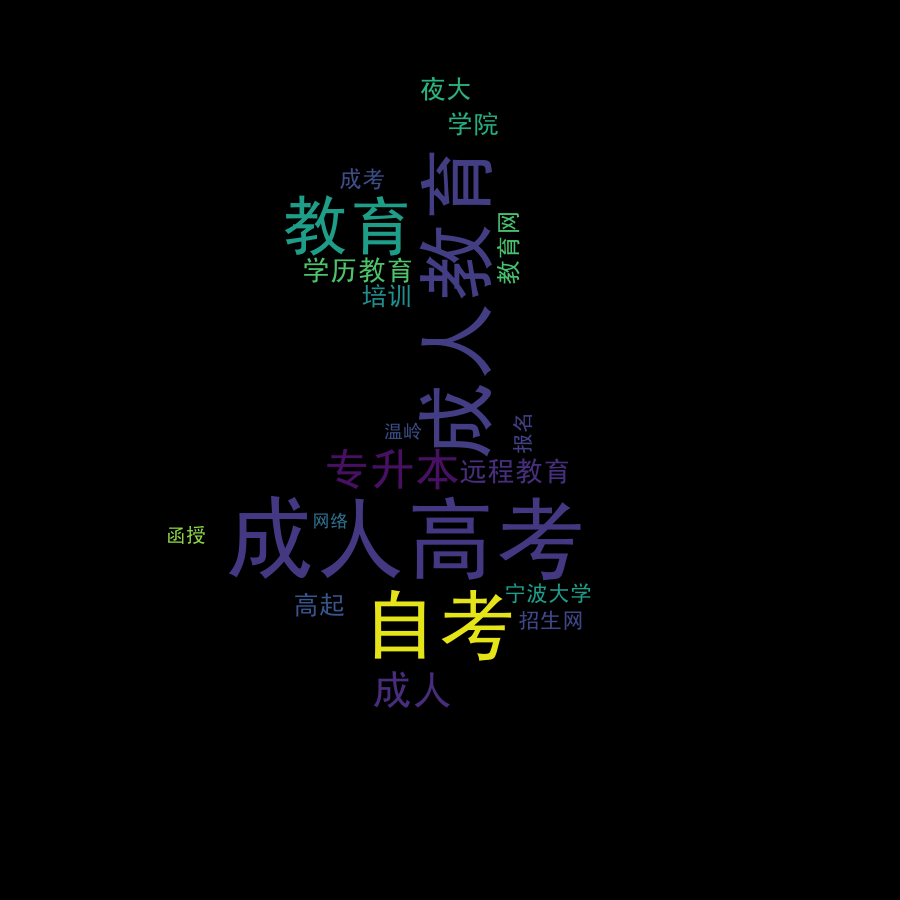 夜大
学院
成考
成人教育
教育
教育网
学历教育
培训
温岭
报名
专升本
远程教育
成人高考
网络
函授
宁波大学
高起
自考
招生网
成人